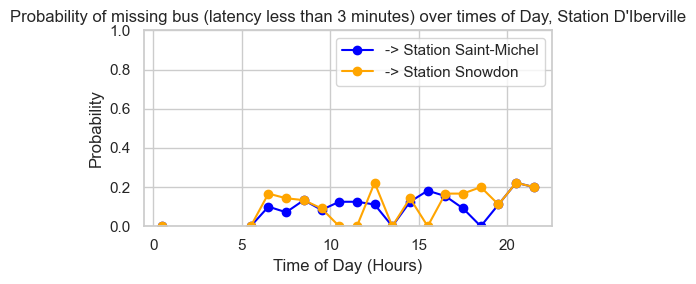 Probability of missing bus (latency less than 3 minutes) over times of Day, Station D'Iberville
1.0
0.8
0.6
0.4
0.2
0.0
Probability
-> Station Saint-Michel
-> Station Snowdon
0 5 10 15 20
Time of Day (Hours)